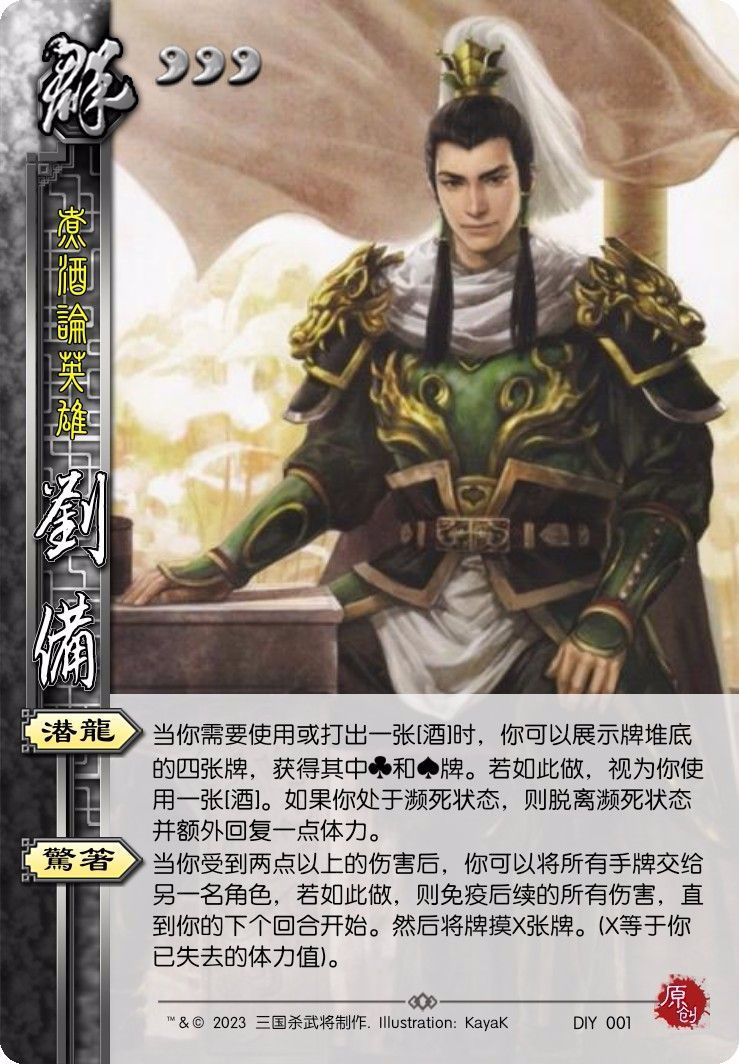 群
煮酒論英雄
劉備
潜龍
当你需要使用或打出一张[酒]时，你可以展示牌堆底
的四张牌，获得其中♣和♠牌。若如此做，视为你使
用一张[酒]。如果你处于濒死状态，则脱离濒死状态
并额外回复一点体力。
驚箸
当你受到两点以上的伤害后，你可以将所有手牌交给
另一名角色，若如此做，则免疫后续的所有伤害，直
到你的下个回合开始。然后将牌摸X张牌。(X等于你
已失去的体力值)。
™ & © 2023 三国杀武将制作. Illustration: KayaK DIY 001
原创